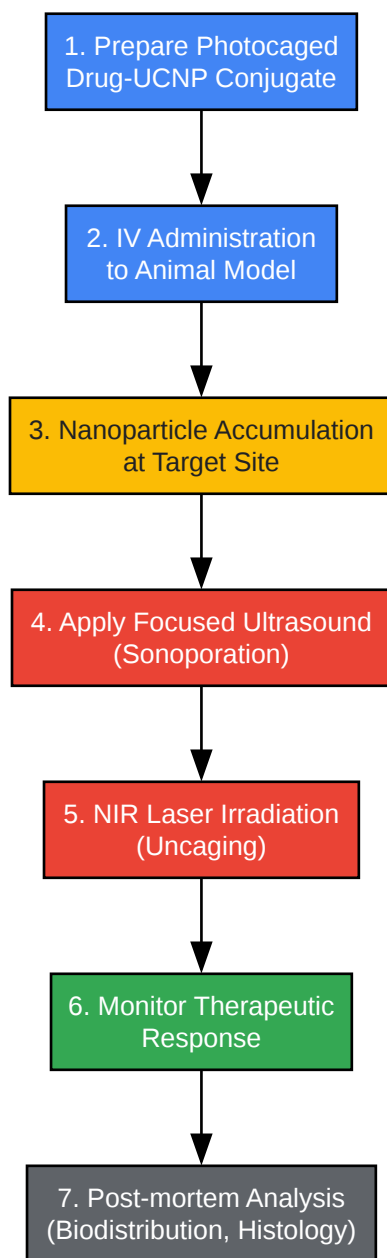 1. Prepare Photocaged
Drug-UCNP Conjugate
2. IV Administration
to Animal Model
3. Nanoparticle Accumulation
at Target Site
4. Apply Focused Ultrasound
(Sonoporation)
5. NIR Laser Irradiation
(Uncaging)
6. Monitor Therapeutic
Response
7. Post-mortem Analysis
(Biodistribution, Histology)